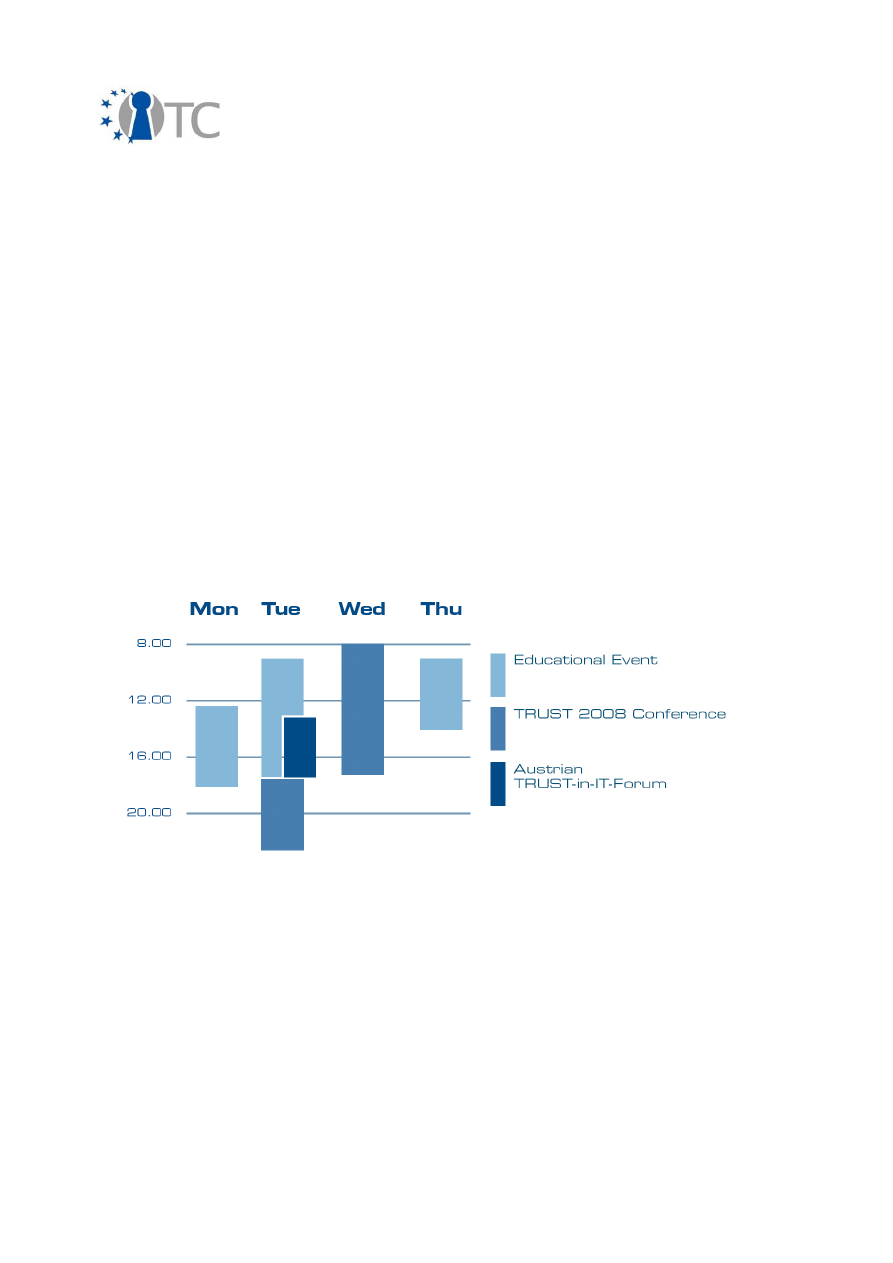 TC
Mon Tue Wed Thu
8.00
12.00
16.00
20.00
Educational Event
TRUST 2008 Conference
Austrian
TRUST-in-IT-Forum